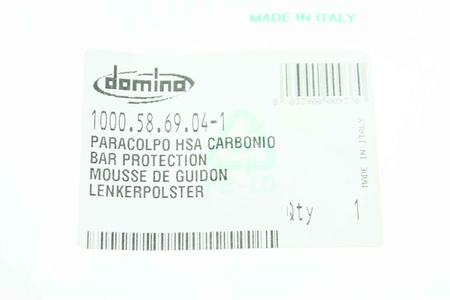 MADE IN ITALY
domino
1000.58.69.04-1
PARACOLPO HSA CARBONIO
BAR PROTECTION
MOUSSE DE GUIDON
LENKERPOLSTER
Qty 1
MADE IN ITALY